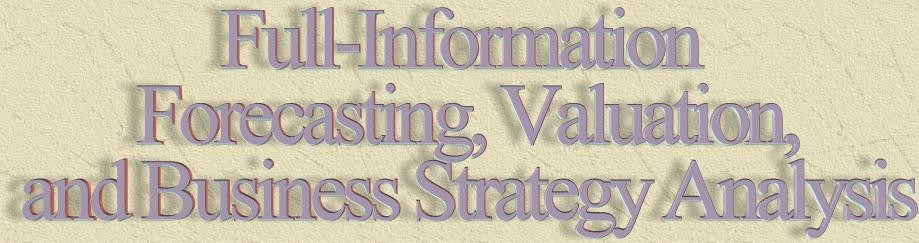 Full-Information
Forecasting, Valuation,
and Business Strategy Analysis